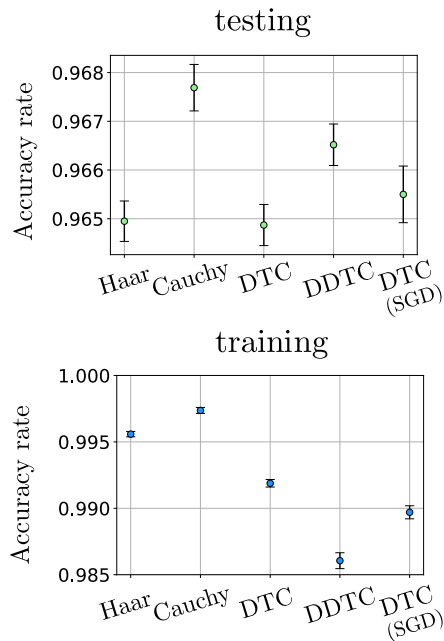 testing
Accuracy rate
0.968
0.967
0.966
0.965
Haar
Cauchy
DTC
DDTC
DTC
(SGD)
training
Accuracy rate
1.000
0.995
0.990
0.985
Haar
Cauchy
DTC
DDTC
DTC
(SGD)